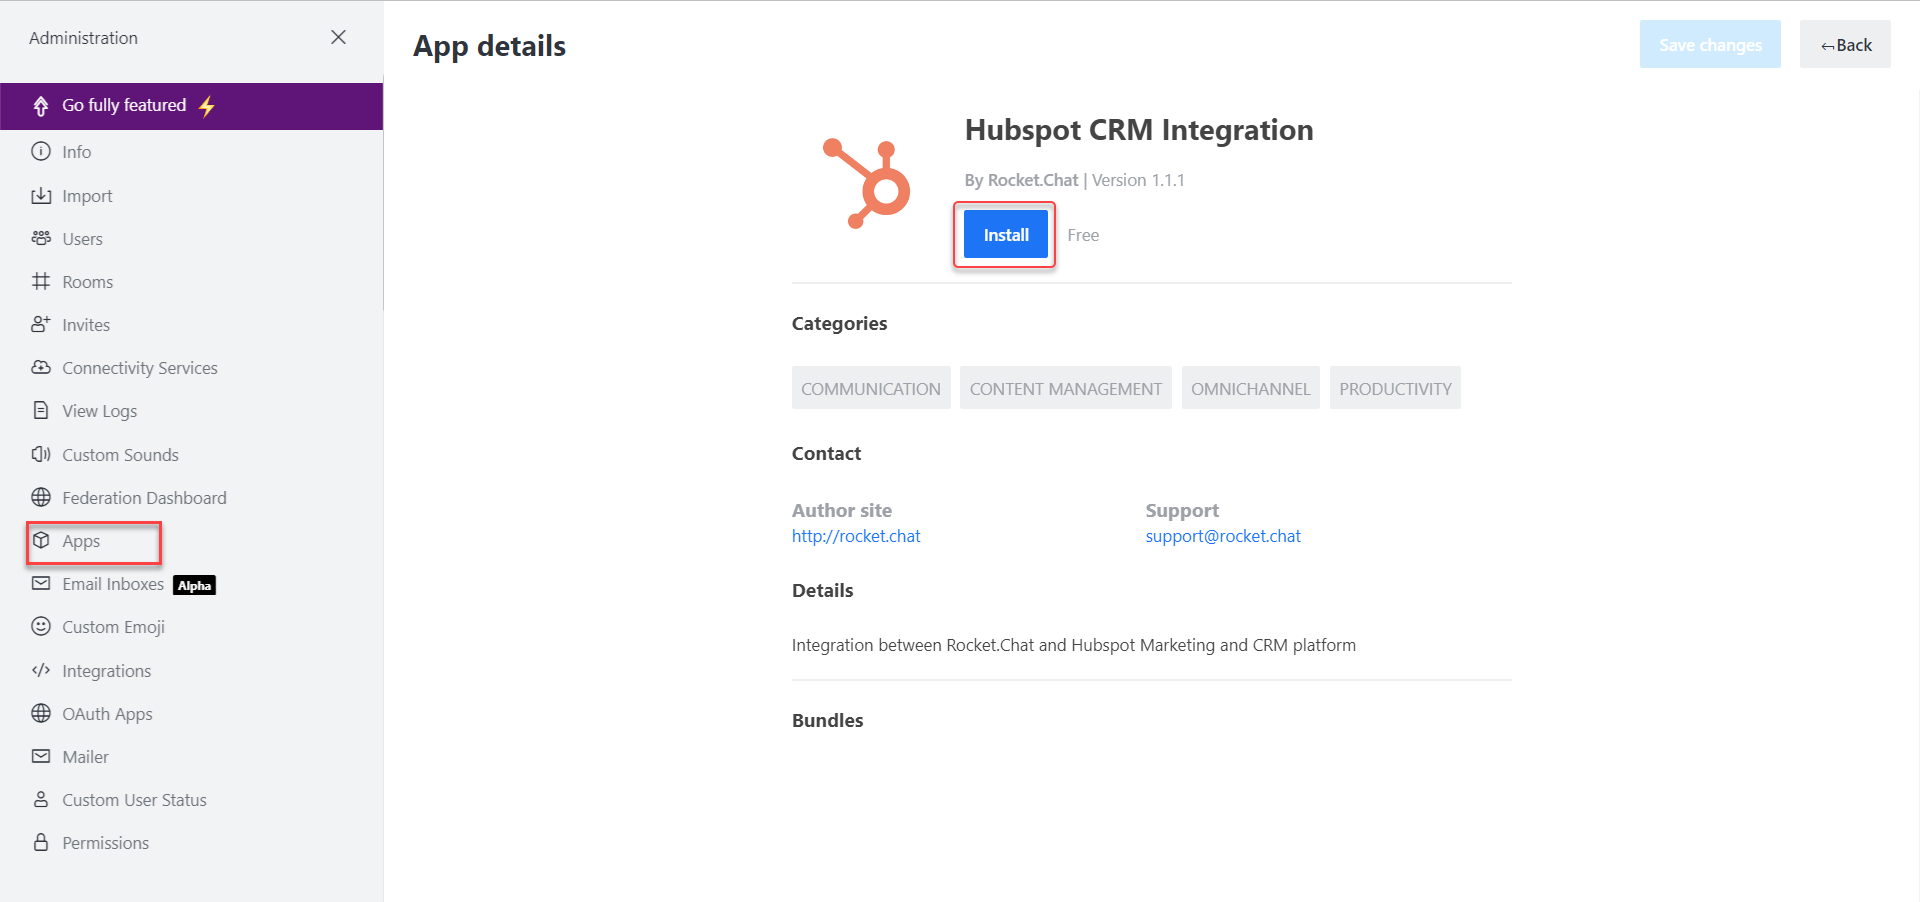 Administration
Go fully featured
Info
Import
Users
Rooms
Invites
Connectivity Services
View Logs
Custom Sounds
Federation Dashboard
Apps
Email Inboxes Alpha
Custom Emoji
Integrations
OAuth Apps
Mailer
Custom User Status
Permissions
App details
Save changes
←Back
Hubspot CRM Integration
By Rocket.Chat | Version 1.1.1
Install Free
Categories
COMMUNICATION CONTENT MANAGEMENT OMNICHANNEL PRODUCTIVITY
Contact
Author site
http://rocket.chat
Support
support@rocket.chat
Details
Integration between Rocket.Chat and Hubspot Marketing and CRM platform
Bundles